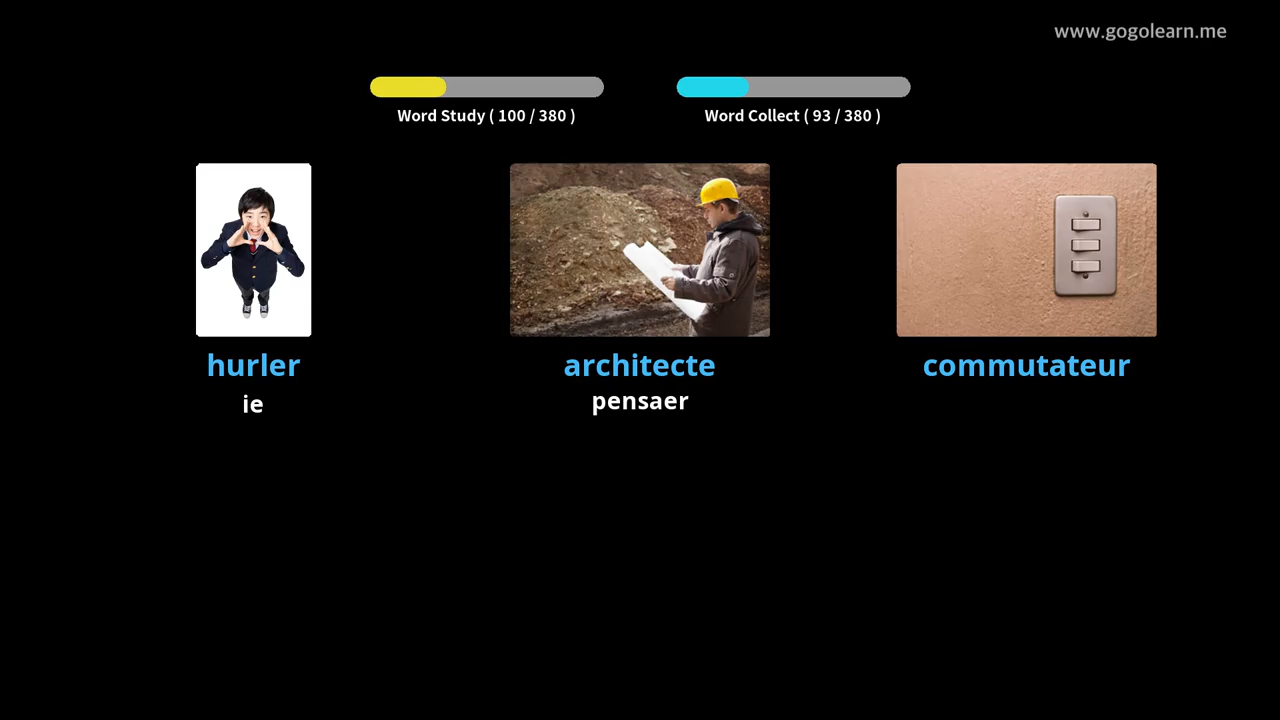 www.gogolearn.me
Word Study ( 100 / 380 )
Word Collect ( 93 / 380 )
hurler
ie
architecte
pensaer
commutateur